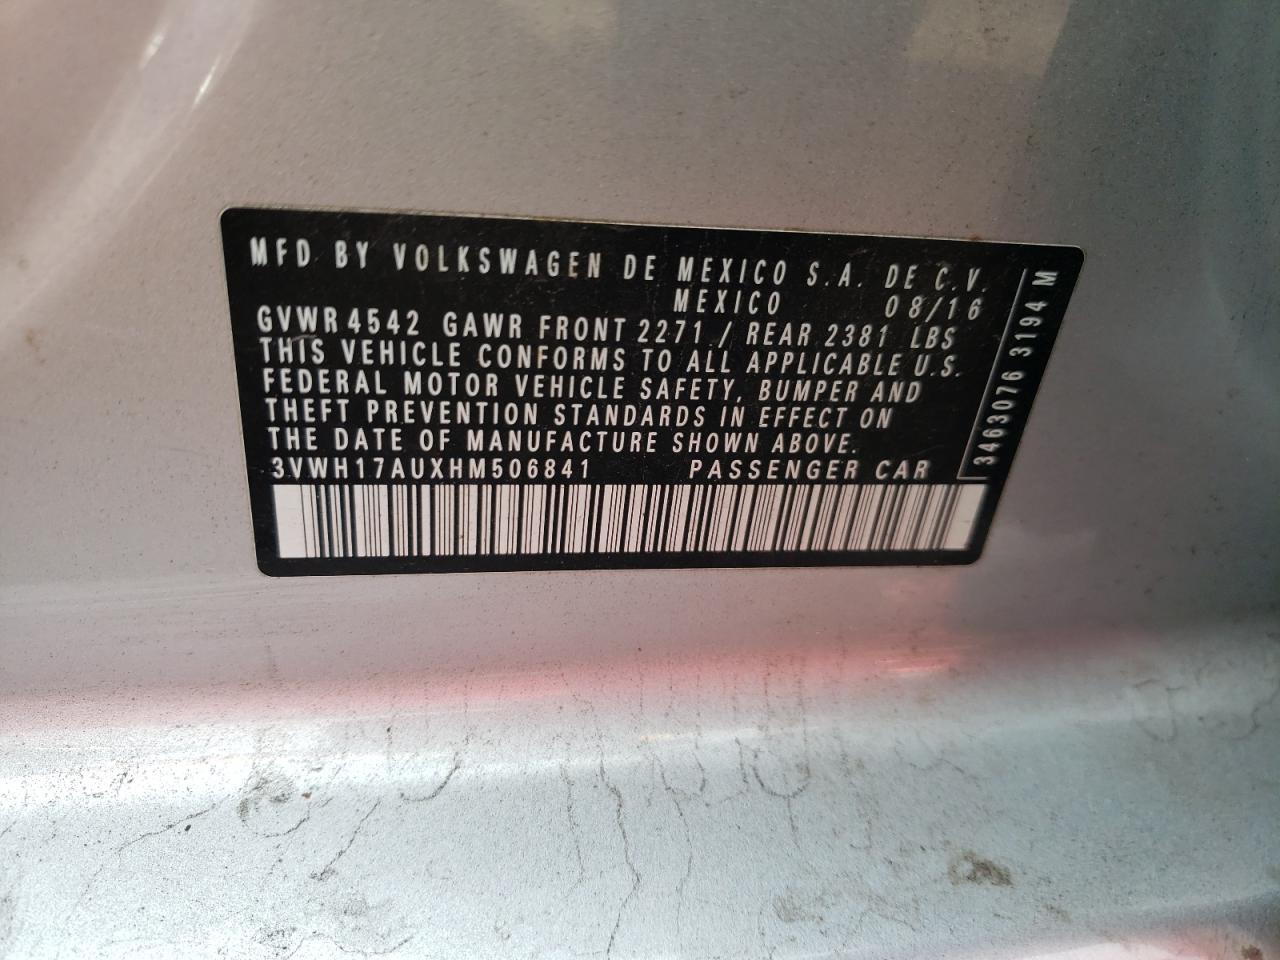 MFD BY VOLKSWAGEN DE MEXICO S.A. DE C.V.
MEXICO 08/16
GVWR 4542 GAWR FRONT 2271 / REAR 2381 LBS
THIS VEHICLE CONFORMS TO ALL APPLICABLE U.S.
FEDERAL MOTOR VEHICLE SAFETY, BUMPER AND
THEFT PREVENTION STANDARDS IN EFFECT ON
THE DATE OF MANUFACTURE SHOWN ABOVE.
3VWH17AUXHM506841 PASSENGER CAR
3463076 3194 M